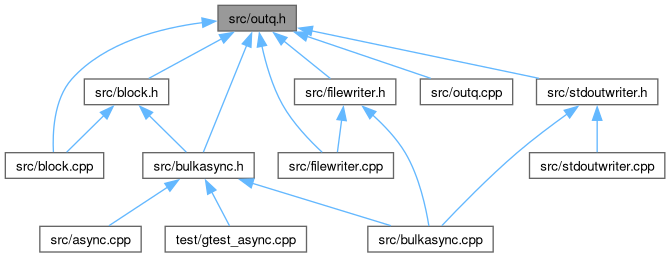 src/outq.h
src/block.h
src/filewriter.h
src/outq.cpp
src/stdoutwriter.h
src/block.cpp
src/bulkasync.h
src/filewriter.cpp
src/stdoutwriter.cpp
src/async.cpp
test/gtest_async.cpp
src/bulkasync.cpp